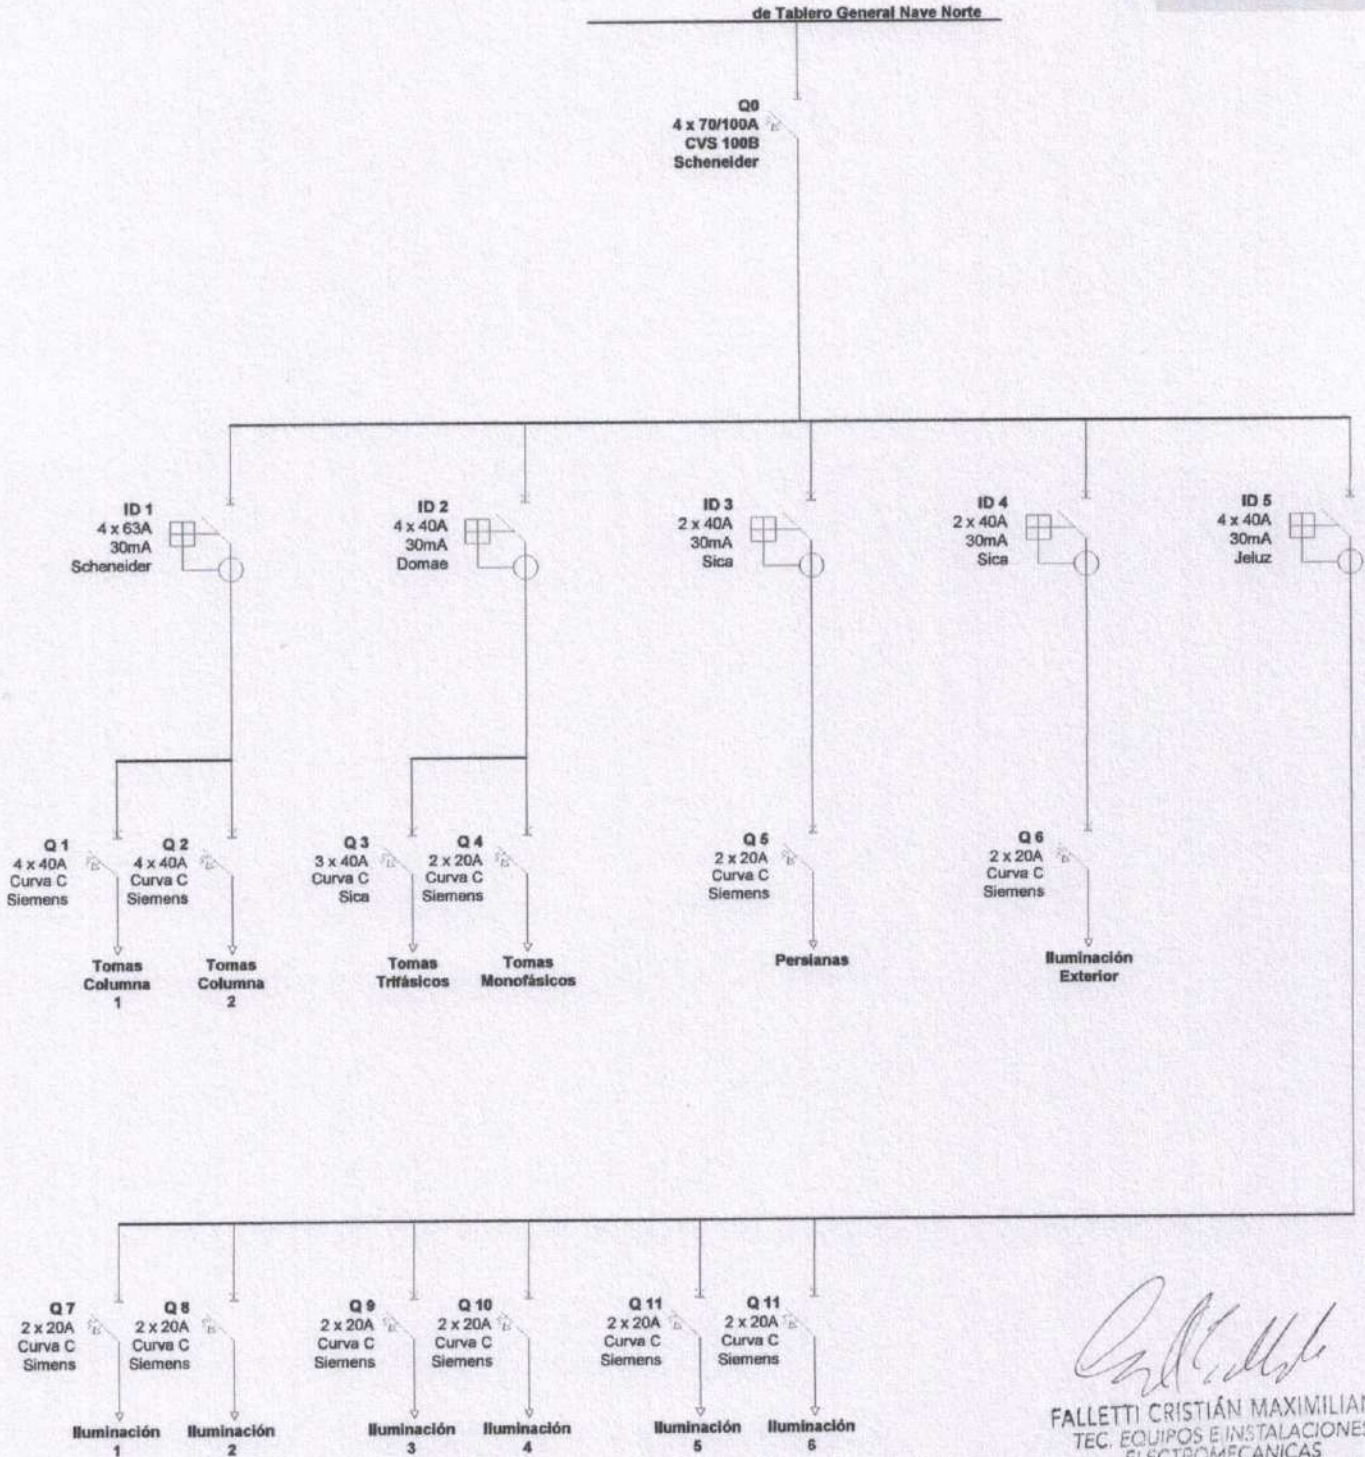 de Tablero General Nave Norte
Q0
4 x 70/100A
CVS 100B
Scheneider
ID 1
4 x 63A
30mA
Scheneider
ID 2
4 x 40A
30mA
Domae
ID 3
2 x 40A
30mA
Sica
ID 4
2 x 40A
30mA
Sica
ID 5
4 x 40A
30mA
Jeluz
Q 1
4 x 40A
Curva C
Siemens
Q 2
4 x 40A
Curva C
Siemens
Q 3
3 x 40A
Curva C
Sica
Q 4
2 x 20A
Curva C
Siemens
Q 5
2 x 20A
Curva C
Siemens
Q 6
2 x 20A
Curva C
Siemens
Tomas
Columna
1
Tomas
Columna
2
Tomas
Trifásicos
Tomas
Monofásicos
Persianas
Iluminación
Exterior
Q 7
2 x 20A
Curva C
Simens
Q 8
2 x 20A
Curva C
Siemens
Q 9
2 x 20A
Curva C
Siemens
Q 10
2 x 20A
Curva C
Siemens
Q 11
2 x 20A
Curva C
Siemens
Q 11
2 x 20A
Curva C
Siemens
Iluminación
1
Iluminación
2
Iluminación
3
Iluminación
4
Iluminación
5
Iluminación
6
FALLETTI CRISTIÁN MAXIMILIAN
TEC. EQUIPOS E INSTALACIONES
ELECTROMECANICAS